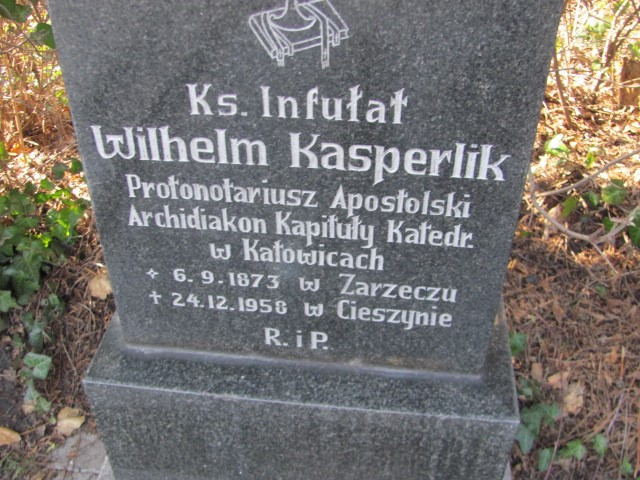 Ks. Infułat
Wilhelm Kasperlik
Protonotariusz Apostolski
Archidiakon Kapituły Katedr.
w Katowicach
+ 6.9.1873 w Zarzeczu
+ 24.12.1958 w Cieszynie
R. i P.